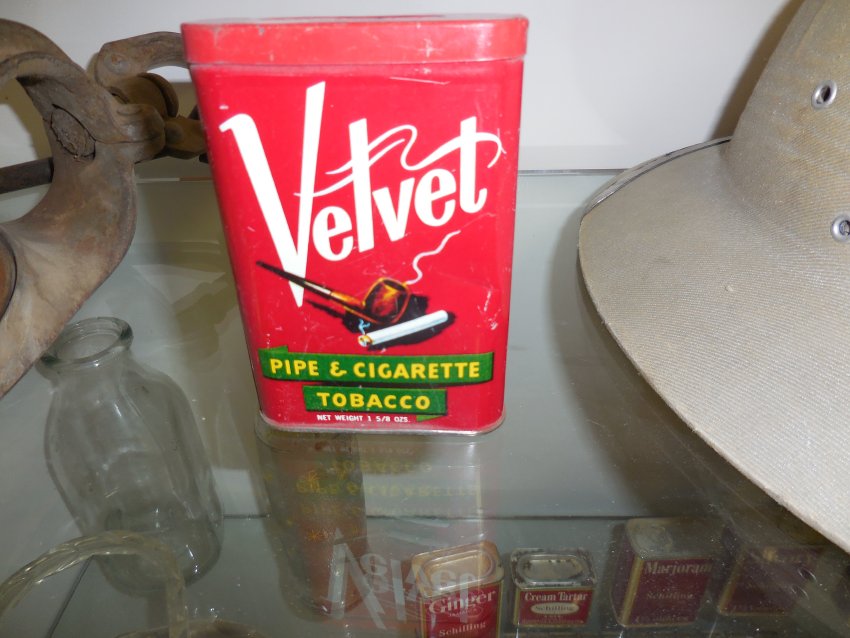 Velvet
PIPE & CIGARETTE
TOBACCO
NET WEIGHT 1 5/8 OZS.
Ginger
Schilling
Cream Tartar
Schilling
Marjoram
Schilling